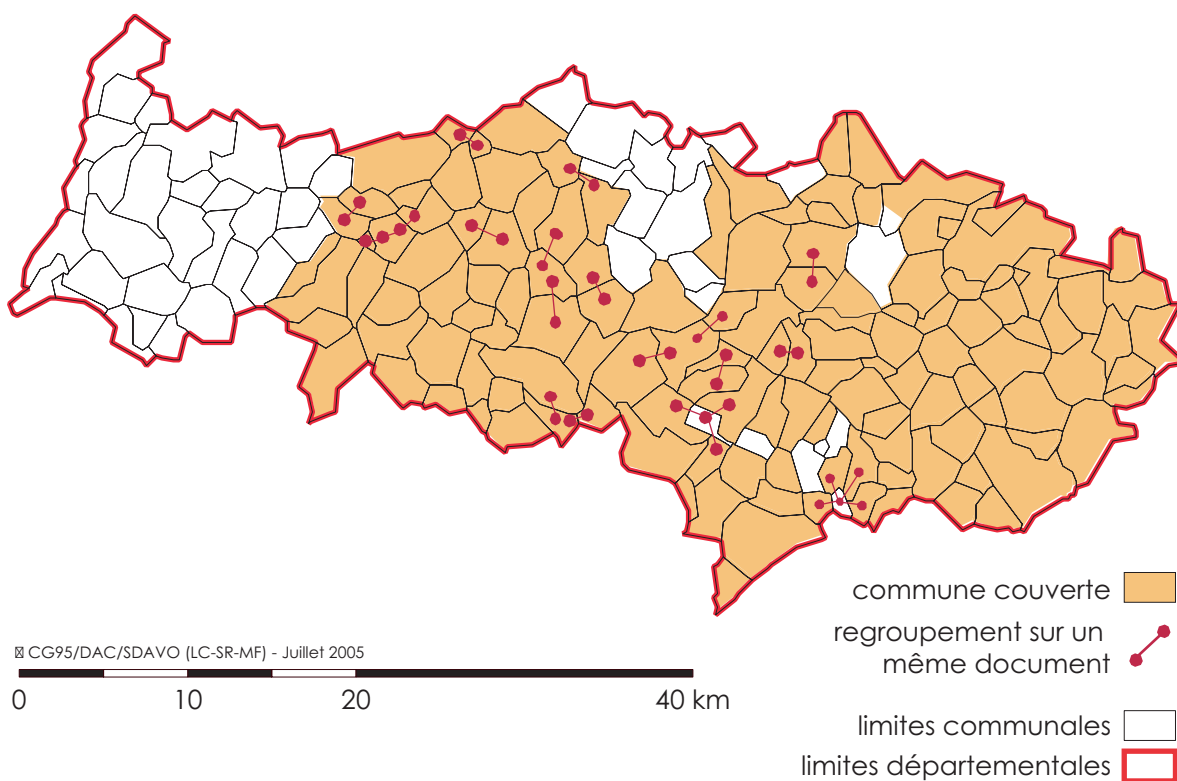 commune couverte
regroupement sur un
même document
CG95/DAC/SDAVO (LC-SR-MF) - Juillet 2005
0
10
20
40 km
limites communales
limites départementales